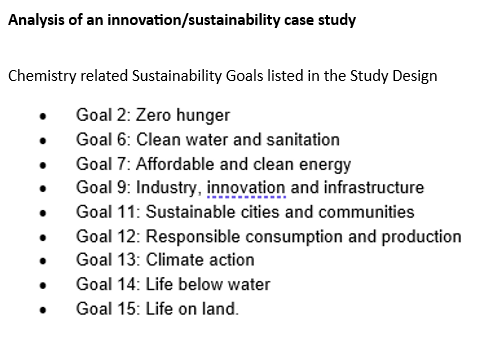 Analysis of an innovation/sustainability case study
Chemistry related Sustainability Goals listed in the Study Design
• Goal 2: Zero hunger
• Goal 6: Clean water and sanitation
• Goal 7: Affordable and clean energy
• Goal 9: Industry, innovation and infrastructure
• Goal 11: Sustainable cities and communities
• Goal 12: Responsible consumption and production
• Goal 13: Climate action
• Goal 14: Life below water
• Goal 15: Life on land.